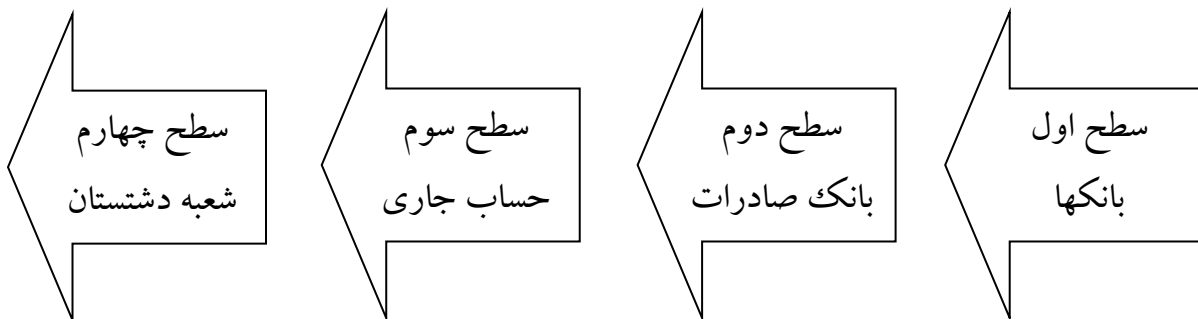 سطح اول
بانکها
سطح دوم
بانک صادرات
سطح سوم
حساب جاری
سطح چهارم
شعبه دشتستان